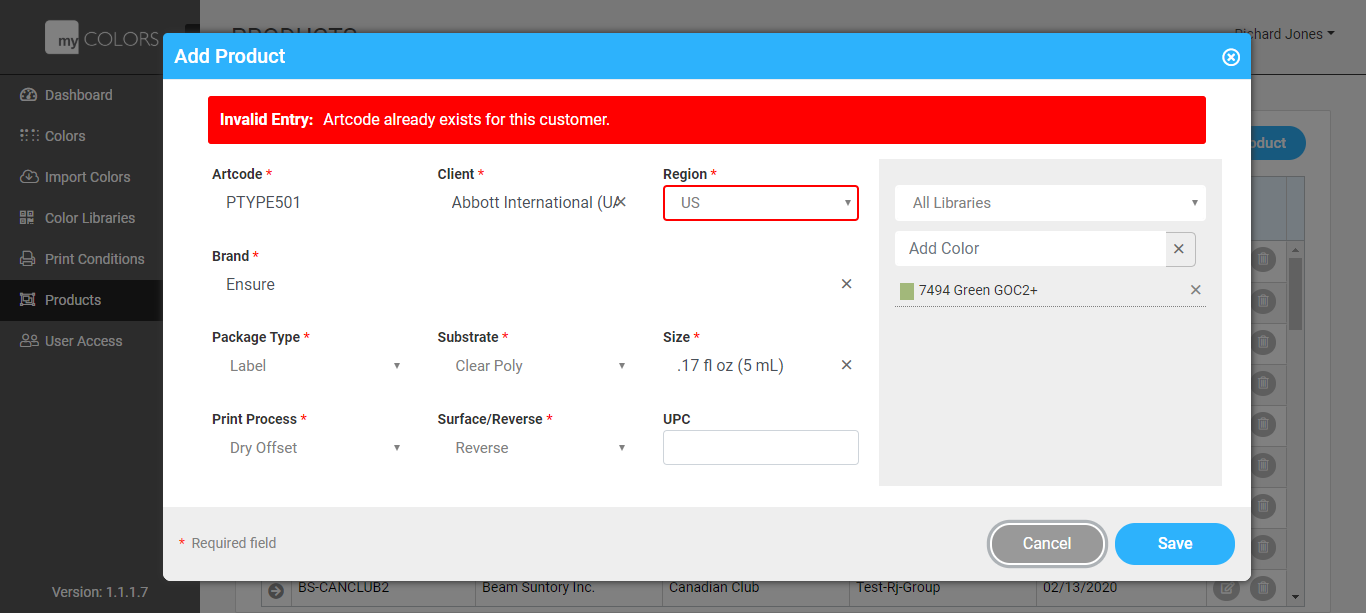 my COLORS
PRODUCTS
Richard Jones
Add Product
Dashboard
Colors
Import Colors
Color Libraries
Print Conditions
Products
User Access
Version: 1.1.1.7
Invalid Entry: Artcode already exists for this customer.
Artcode *
PTYPE501
Client *
Abbott International (UA
Region *
US
Brand *
Ensure
Package Type *
Label
Substrate *
Clear Poly
Size *
.17 fl oz (5 mL)
Print Process *
Dry Offset
Surface/Reverse *
Reverse
UPC
All Libraries
Add Color
7494 Green GOC2+
* Required field
Cancel
Save
oduct
BS-CANCLUB2 Beam Suntory Inc. Canadian Club Test-Rj-Group 02/13/2020